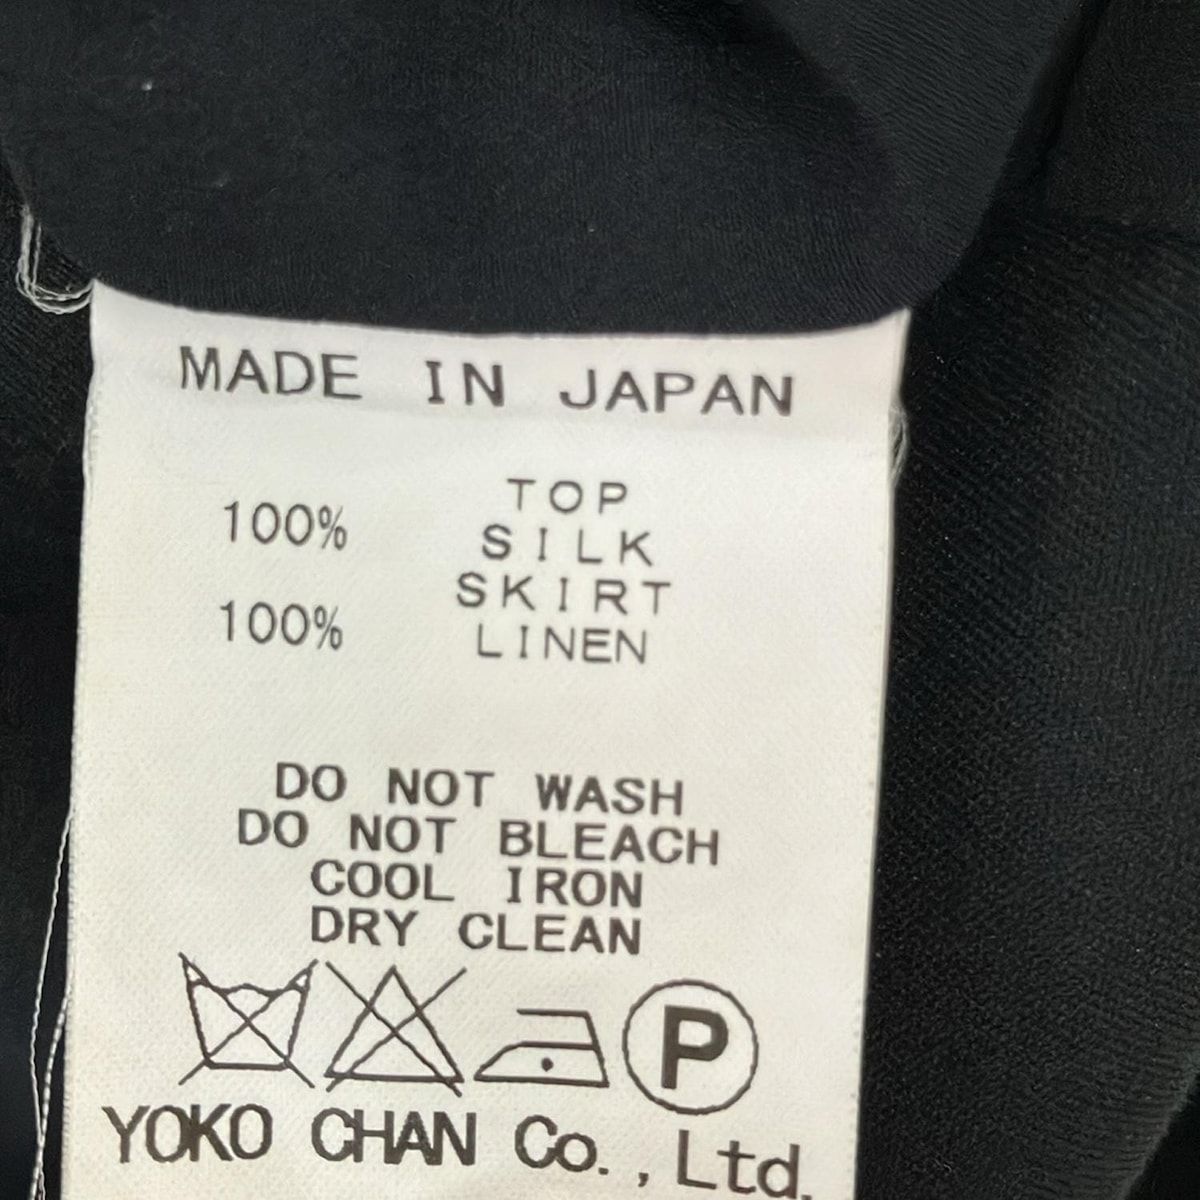 MADE IN JAPAN
TOP
100% SILK
SKIRT
100% LINEN
DO NOT WASH
DO NOT BLEACH
COOL IRON
DRY CLEAN
P
YOKO CHAN Co., Ltd.